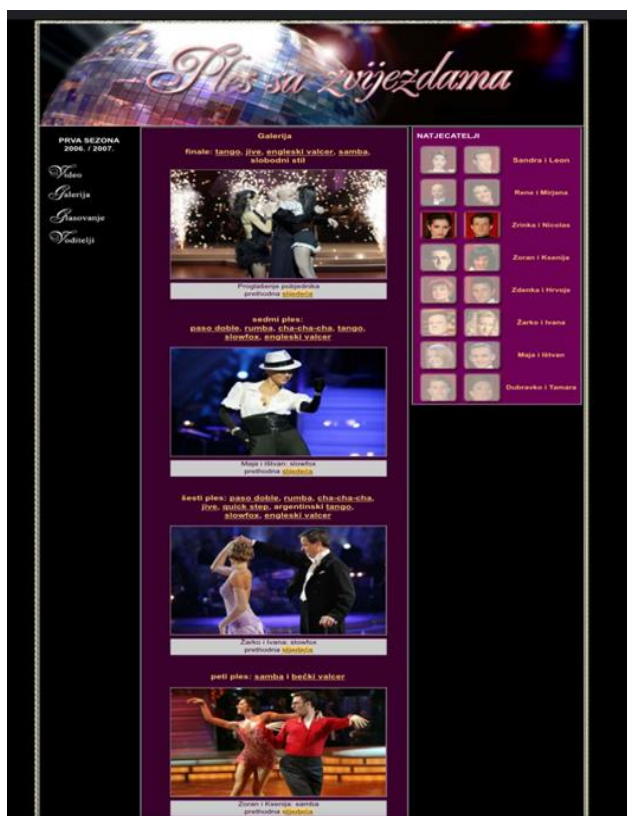 Ples sa zvijezdama
PRVA SEZONA
2006. / 2007.
Video
Galerija
Glasovanje
Voditelji
Galerija
finale: tango, jive, engleski valcer, samba,
slobodni stil
Proglašenje pobjednika
prethodna sljedeća
sedmi ples:
paso doble, rumba, cha-cha-cha, tango,
slowfox, engleski valcer
Maja i Ištvan: slowfox
prethodna sljedeća
šesti ples: paso doble, rumba, cha-cha-cha,
jive, quick step, argentinski tango,
slowfox, engleski valcer
Žarko i Ivana: slowfox
prethodna sljedeća
peti ples: samba i bečki valcer
Zoran i Ksenija: samba
prethodna sljedeća
NATJECATELJI
Sandra i Leon
Rene i Mirjana
Zrinka i Nicolas
Zoran i Ksenija
Zdenka i Hrvoje
Žarko i Ivana
Maja i Ištvan
Dubravko i Tamara